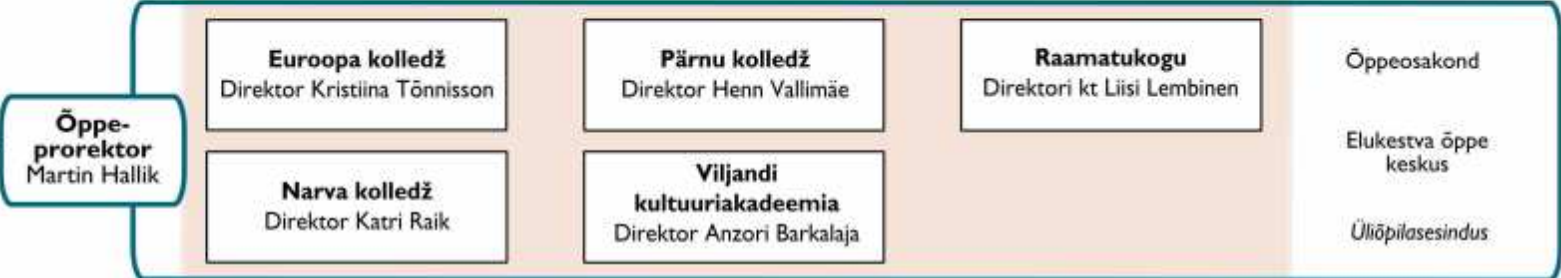 Õppe-
prorektor
Martin Hallik
Euroopa kolledž
Direktor Kristiina Tõnnisson
Pärnu kolledž
Direktor Henn Vallimäe
Raamatukogu
Direktori kt Liisi Lembinen
Narva kolledž
Direktor Katri Raik
Viljandi
kultuuriakadeemia
Direktor Anzori Barkalaja
Õppeosakond
Elukestva õppe
keskus
Üliõpilasesindus